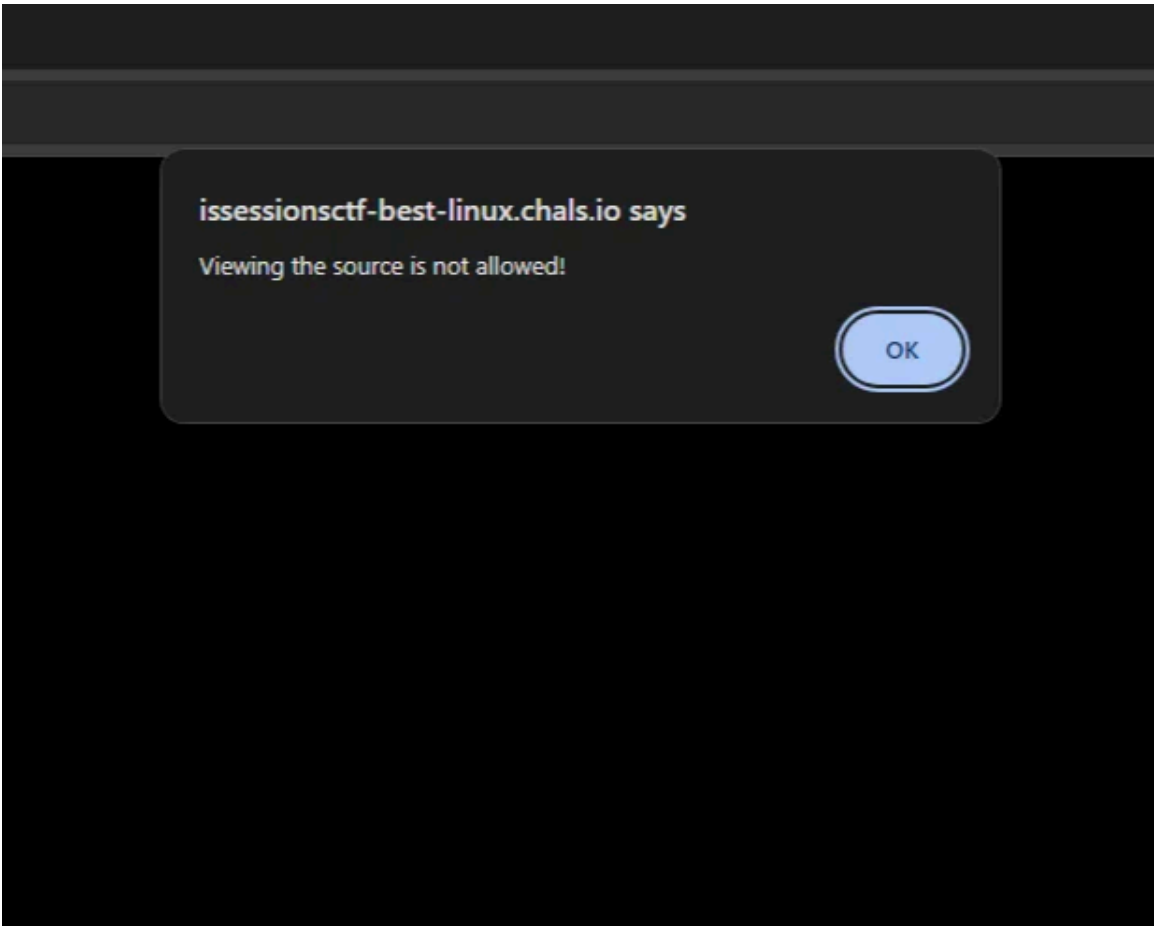 issessionsctf-best-linux.chals.io says
Viewing the source is not allowed!
OK